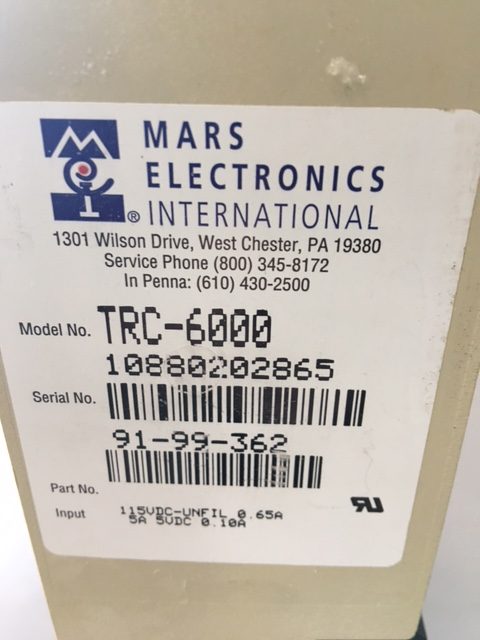 MEI
®
MARS
ELECTRONICS
INTERNATIONAL
1301 Wilson Drive, West Chester, PA 19380
Service Phone (800) 345-8172
In Penna: (610) 430-2500
Model No. TRC-6000
10880202865
Serial No.
91-99-362
Part No.
Input 115VDC-UNFIL 0.65A
5A 5VDC 0.10A
RU